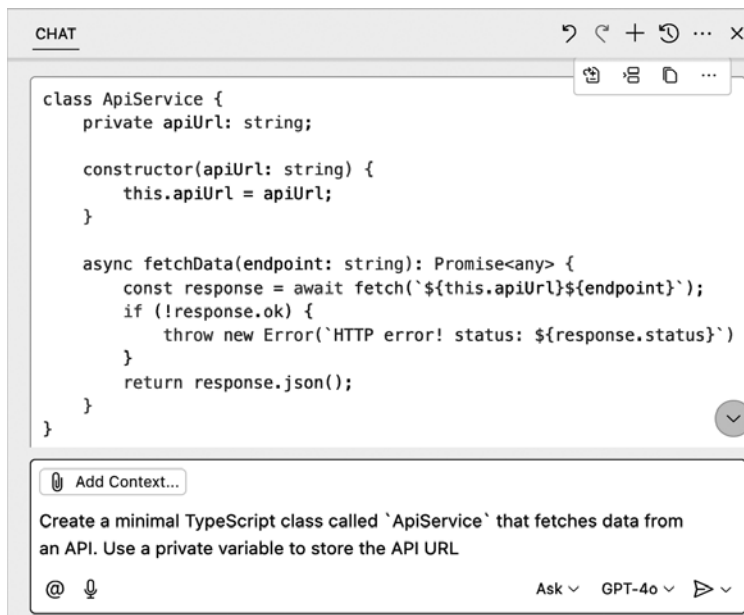 CHAT
class ApiService {
    private apiUrl: string;
    constructor(apiUrl: string) {
        this.apiUrl = apiUrl;
    }
    async fetchData(endpoint: string): Promise<any> {
        const response = await fetch(`${this.apiUrl}${endpoint}`);
        if (!response.ok) {
            throw new Error(`HTTP error! status: ${response.status}`)
        }
        return response.json();
    }
}
Add Context...
Create a minimal TypeScript class called `ApiService` that fetches data from
an API. Use a private variable to store the API URL
@ Ask GPT-4o